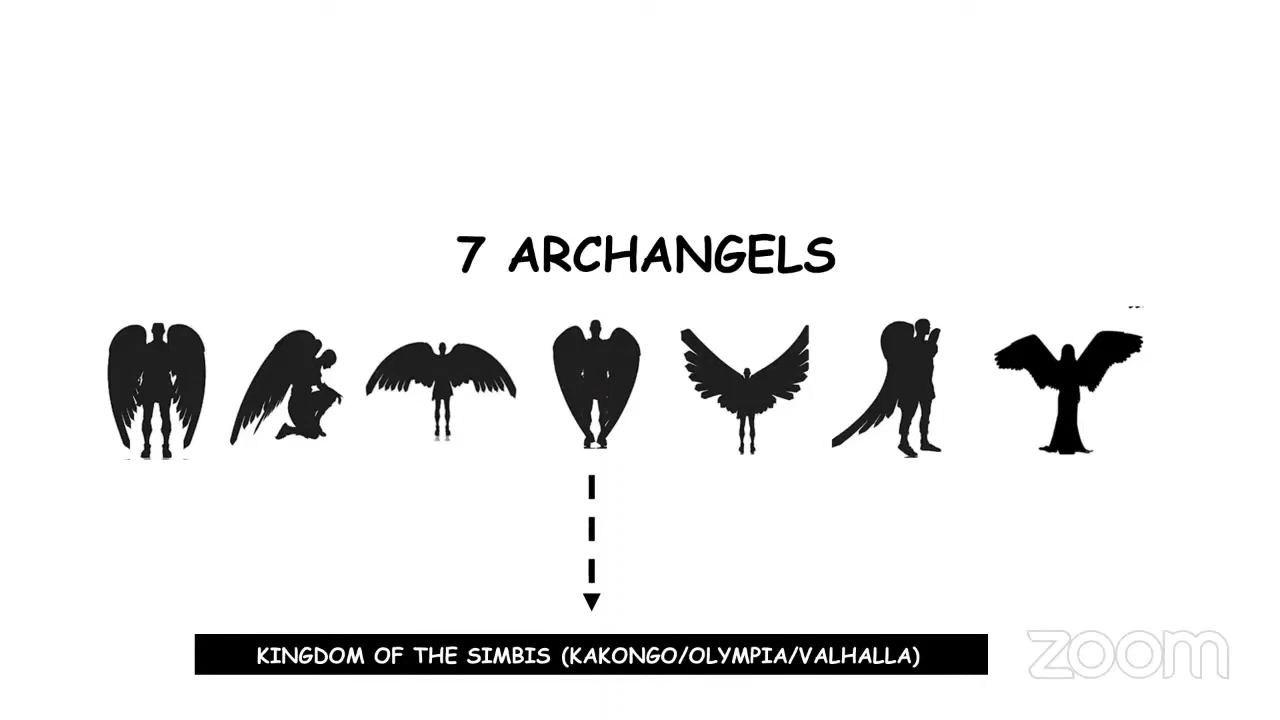 7 ARCHANGELS
KINGDOM OF THE SIMBIS (KAKONGO/OLYMPIA/VALHALLA)
zoom